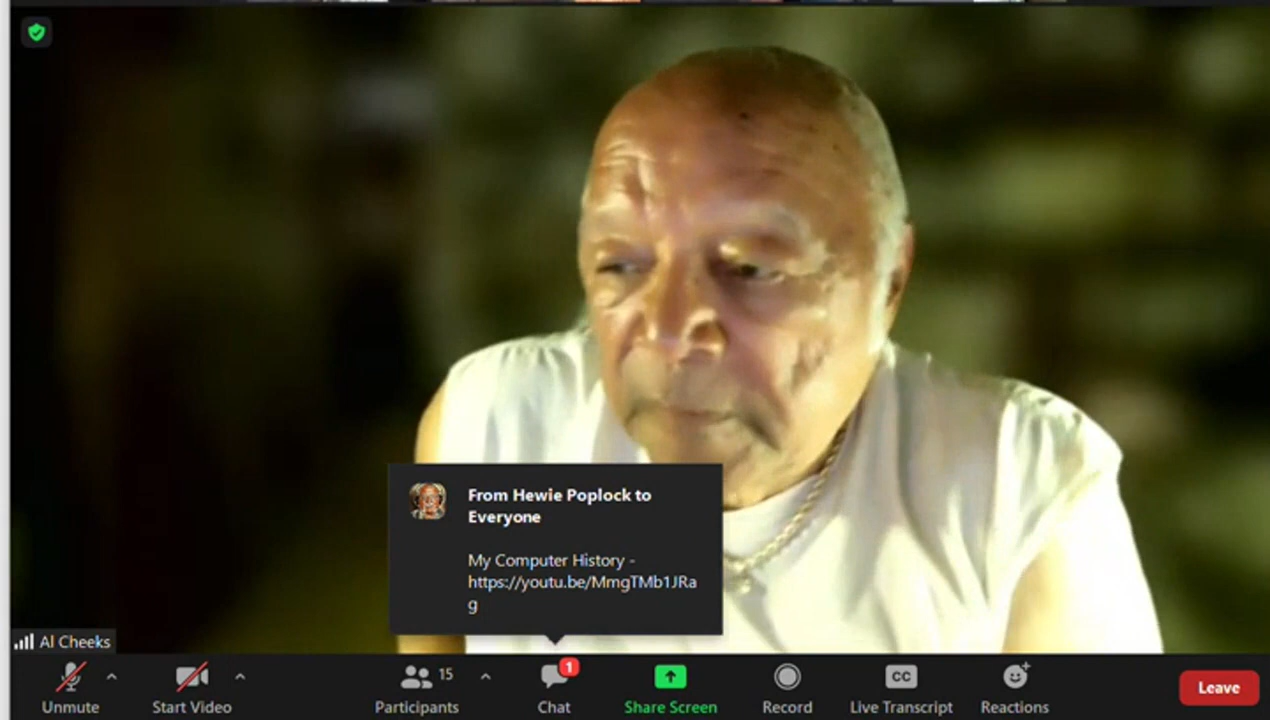 From Hewie Poplock to
Everyone
My Computer History -
https://youtu.be/MmgTMb1JRa
g
Al Cheeks
15
1
CC
Unmute
Start Video
Participants
Chat
Share Screen
Record
Live Transcript
Reactions
Leave